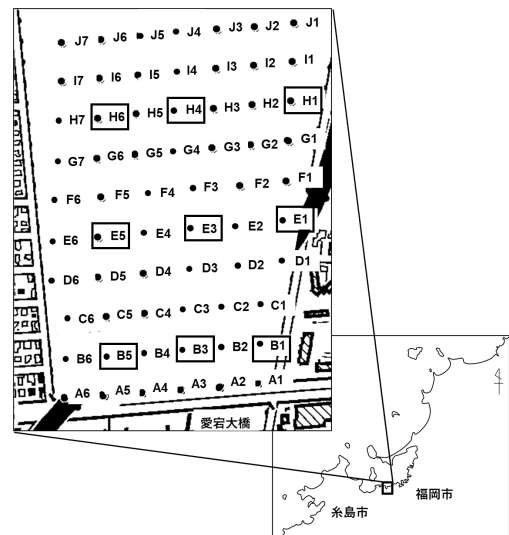 J7 J6 J5 J4 J3 J2 J1
I7 I6 I5 I4 I3 I2 I1
H7 H6 H5 H4 H3 H2 H1
G7 G6 G5 G4 G3 G2 G1
F6 F5 F4 F3 F2 F1
E6 E5 E4 E3 E2 E1
D6 D5 D4 D3 D2 D1
C6 C5 C4 C3 C2 C1
B6 B5 B4 B3 B2 B1
A6 A5 A4 A3 A2 A1
愛宕大橋
福岡市
糸島市